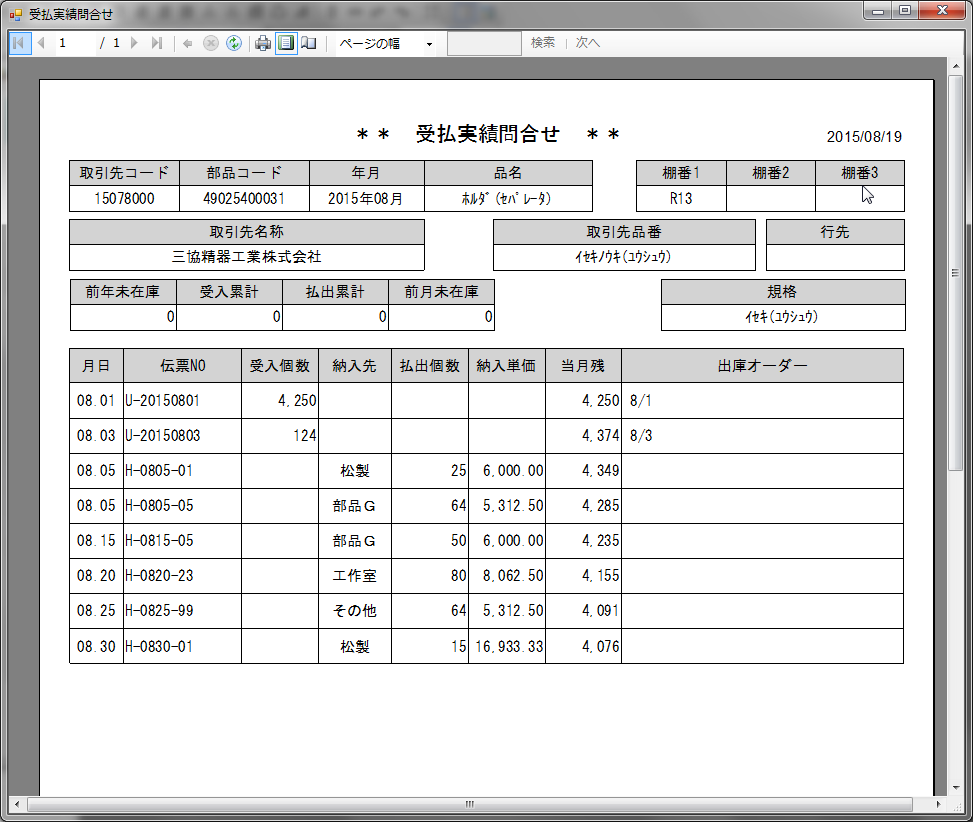 受払実績問合せ
1 / 1 ページの幅 検索 次へ
** 受払実績問合せ **
2015/08/19
取引先コード 部品コード 年月 品名 棚番1 棚番2 棚番3
15078000 49025400031 2015年08月 ﾎﾙﾀﾞ(ｾﾊﾟﾚｰﾀ) R13
取引先名称 取引先品番 行先
三協精器工業株式会社 ｲｾｷﾉｳｷ(ﾕｳｼｭｳ)
前年末在庫 受入累計 払出累計 前月末在庫 規格
0 0 0 0 ｲｾｷ(ﾕｳｼｭｳ)
月日 伝票NO 受入個数 納入先 払出個数 納入単価 当月残 出庫オーダー
08.01 U-20150801 4,250 4,250 8/1
08.03 U-20150803 124 4,374 8/3
08.05 H-0805-01 松製 25 6,000.00 4,349
08.05 H-0805-05 部品Ｇ 64 5,312.50 4,285
08.15 H-0815-05 部品Ｇ 50 6,000.00 4,235
08.20 H-0820-23 工作室 80 8,062.50 4,155
08.25 H-0825-99 その他 64 5,312.50 4,091
08.30 H-0830-01 松製 15 16,933.33 4,076